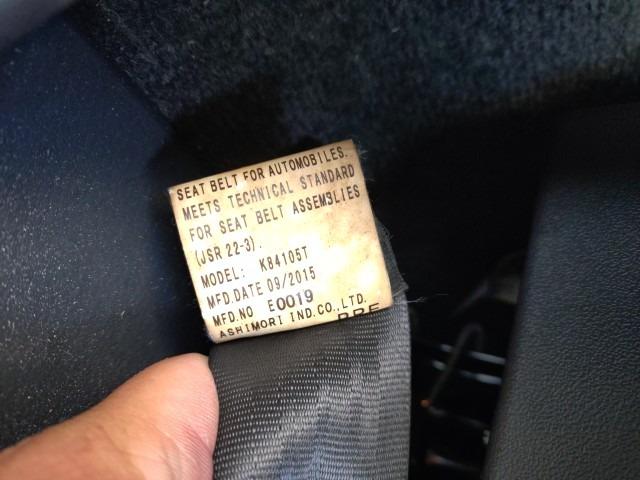 SEAT BELT FOR AUTOMOBILES.
MEETS TECHNICAL STANDARD
FOR SEAT BELT ASSEMBLIES
(JSR 22-3).
MODEL: K84105T
MFD.DATE 09/2015
MFD.NO E0019
ASHIMORI IND.CO.,LTD.